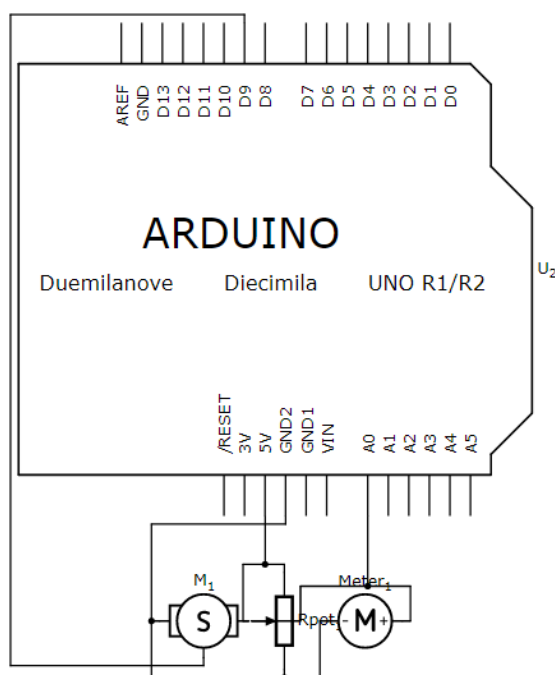 AREF GND D13 D12 D11 D10 D9 D8 D7 D6 D5 D4 D3 D2 D1 D0
ARDUINO
Duemilanove Diecimila UNO R1/R2
U2
/RESET 3V 5V GND2 GND1 VIN A0 A1 A2 A3 A4 A5
M1 Meter1
S Rpot - M +